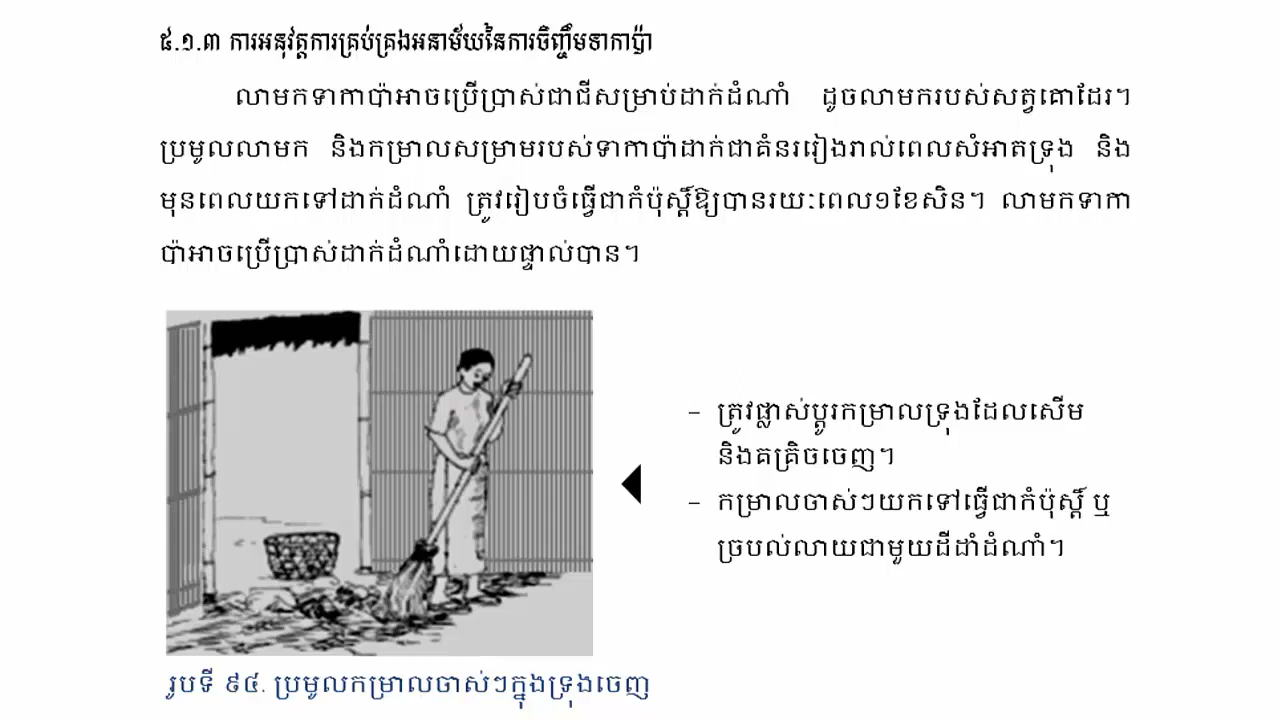 ៥.១.៣ ការអនុវត្តការគ្រប់គ្រងអនាម័យនៃការចិញ្ចឹមទាកាប៉ា
លាមកទាកាប៉ាអាចប្រើប្រាស់ជាជីសម្រាប់ដាក់ដំណាំ ដូចលាមករបស់សត្វគោដែរ។
ប្រមូលលាមក និងកម្រាលសម្រាមរបស់ទាកាប៉ាដាក់ជាគំនររៀងរាល់ពេលសំអាតទ្រុង និង
មុនពេលយកទៅដាក់ដំណាំ ត្រូវរៀបចំធ្វើជាកំប៉ុស្តិ៍ឱ្យបានរយៈពេល១ខែសិន។ លាមកទាកា
ប៉ាអាចប្រើប្រាស់ដាក់ដំណាំដោយផ្ទាល់បាន។
– ត្រូវផ្លាស់ប្ដូរកម្រាលទ្រុងដែលសើម
និងគគ្រិចចេញ។
– កម្រាលចាស់ៗយកទៅធ្វើជាកំប៉ុស្តិ៍ ឬ
ច្របល់លាយជាមួយដីដាំដំណាំ។
រូបទី ៩៤. ប្រមូលកម្រាលចាស់ៗក្នុងទ្រុងចេញ